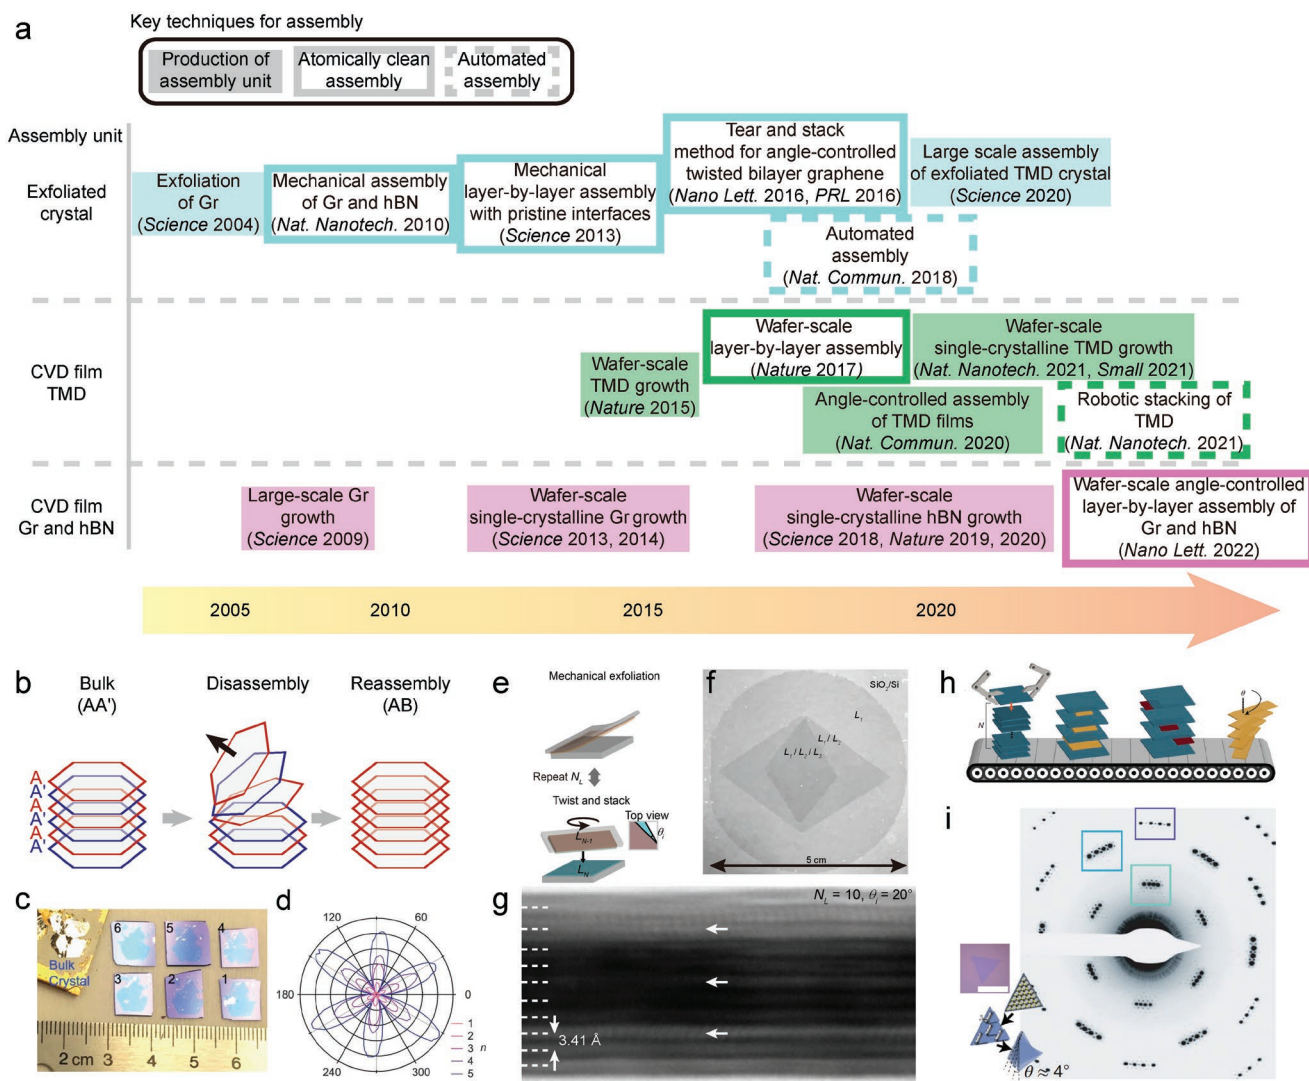 a
Key techniques for assembly
Production of
assembly unit
Atomically clean
assembly
Automated
assembly
Assembly unit
Exfoliated
crystal
Exfoliation
of Gr
(Science 2004)
Mechanical assembly
of Gr and hBN
(Nat. Nanotech. 2010)
Mechanical
layer-by-layer assembly
with pristine interfaces
(Science 2013)
Tear and stack
method for angle-controlled
twisted bilayer graphene
(Nano Lett. 2016, PRL 2016)
Large scale assembly
of exfoliated TMD crystal
(Science 2020)
Automated
assembly
(Nat. Commun. 2018)
CVD film
TMD
Wafer-scale
TMD growth
(Nature 2015)
Wafer-scale
layer-by-layer assembly
(Nature 2017)
Wafer-scale
single-crystalline TMD growth
(Nat. Nanotech. 2021, Small 2021)
Angle-controlled assembly
of TMD films
(Nat. Commun. 2020)
Robotic stacking of
TMD
(Nat. Nanotech. 2021)
CVD film
Gr and hBN
Large-scale Gr
growth
(Science 2009)
Wafer-scale
single-crystalline Gr growth
(Science 2013, 2014)
Wafer-scale
single-crystalline hBN growth
(Science 2018, Nature 2019, 2020)
Wafer-scale angle-controlled
layer-by-layer assembly of
Gr and hBN
(Nano Lett. 2022)
2005 2010 2015 2020
b
Bulk
(AA')
Disassembly
Reassembly
(AB)
A
A'
A
A'
A
A'
c
6 5 4
Bulk
Crystal
3 2 1
2 cm 3 4 5 6
d
120 60
180 0
240 300
1
2
3 n
4
5
e
Mechanical exfoliation
Repeat N_L
Twist and stack
Top view
L_N-1
θ_i
L_N
f
SiO2/Si
L_1
L_1 / L_2
L_1 / L_2 / L_3
5 cm
g
N_L = 10, θ_i = 20°
3.41 Å
h
N
θ
i
θ ≈ 4°